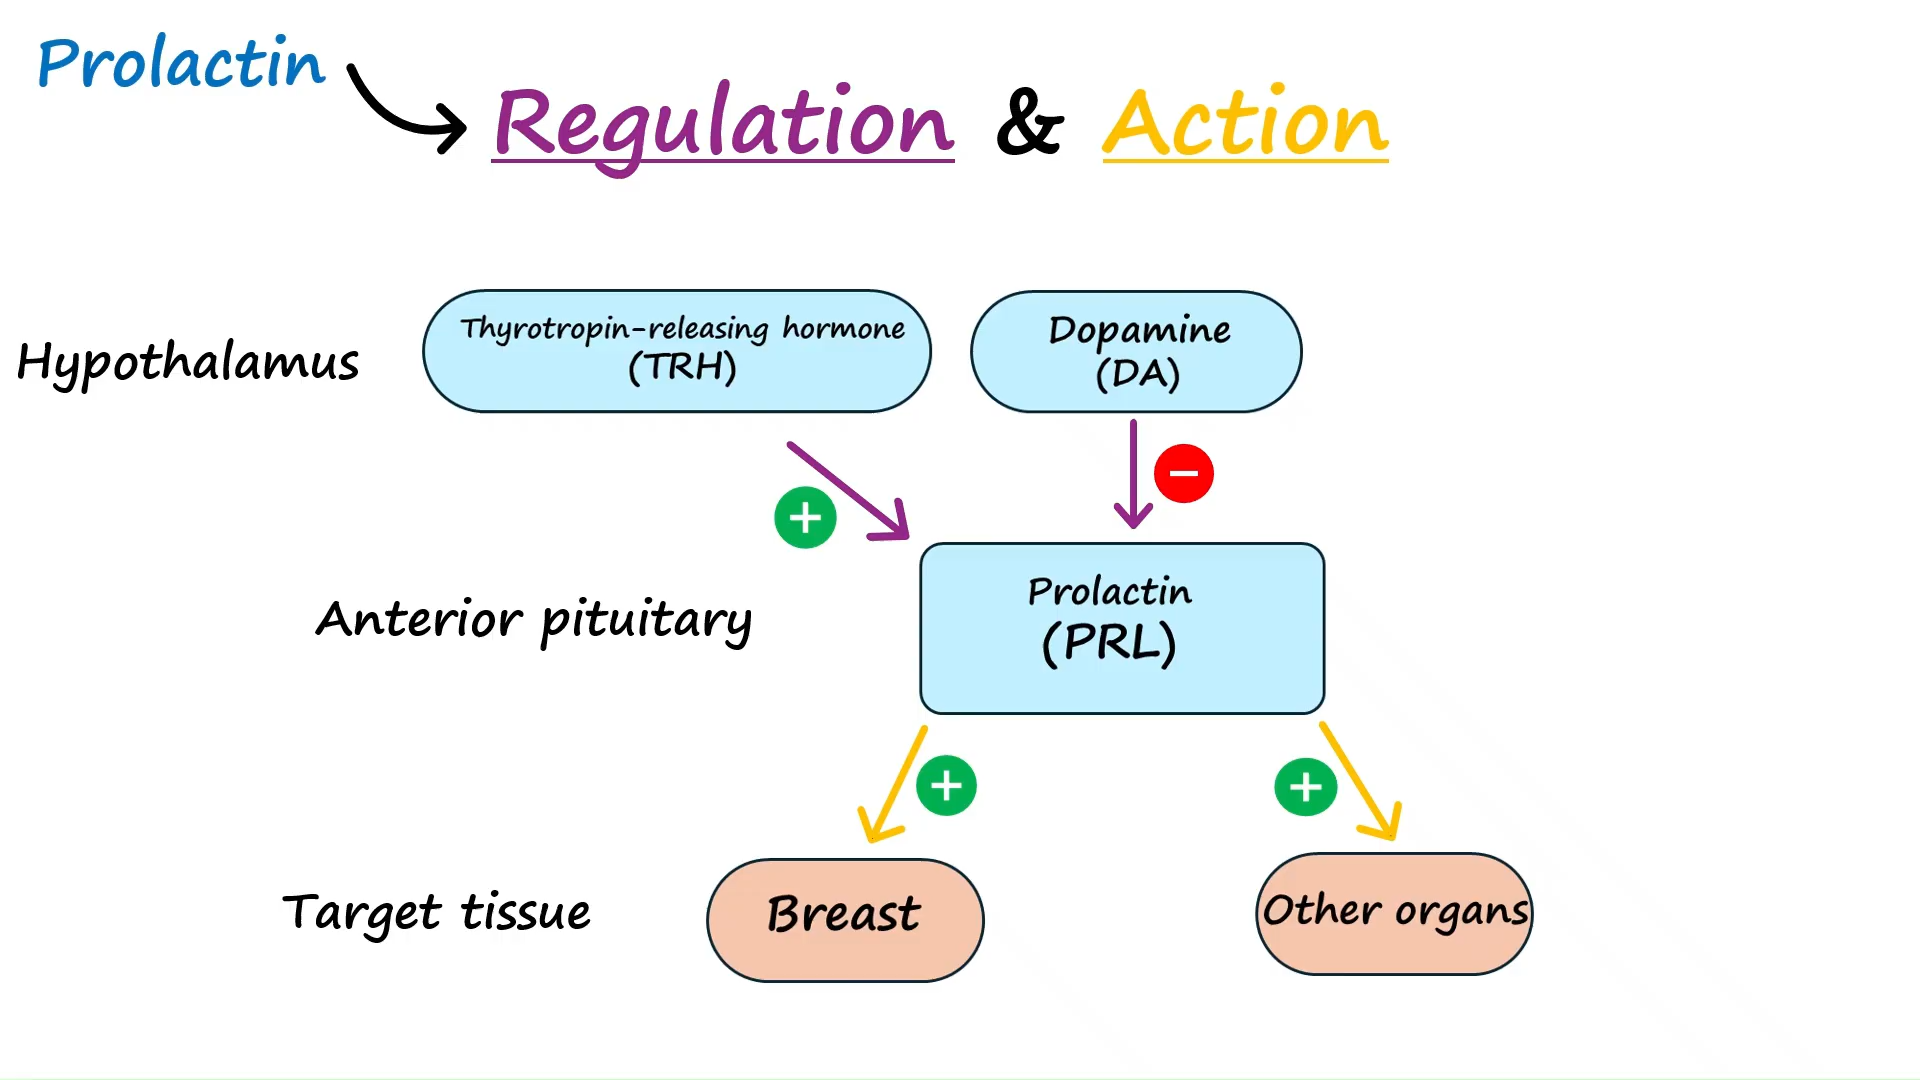 Prolactin
Regulation & Action
Hypothalamus
Thyrotropin-releasing hormone
(TRH)
Dopamine
(DA)
Anterior pituitary
Prolactin
(PRL)
Target tissue
Breast
Other organs